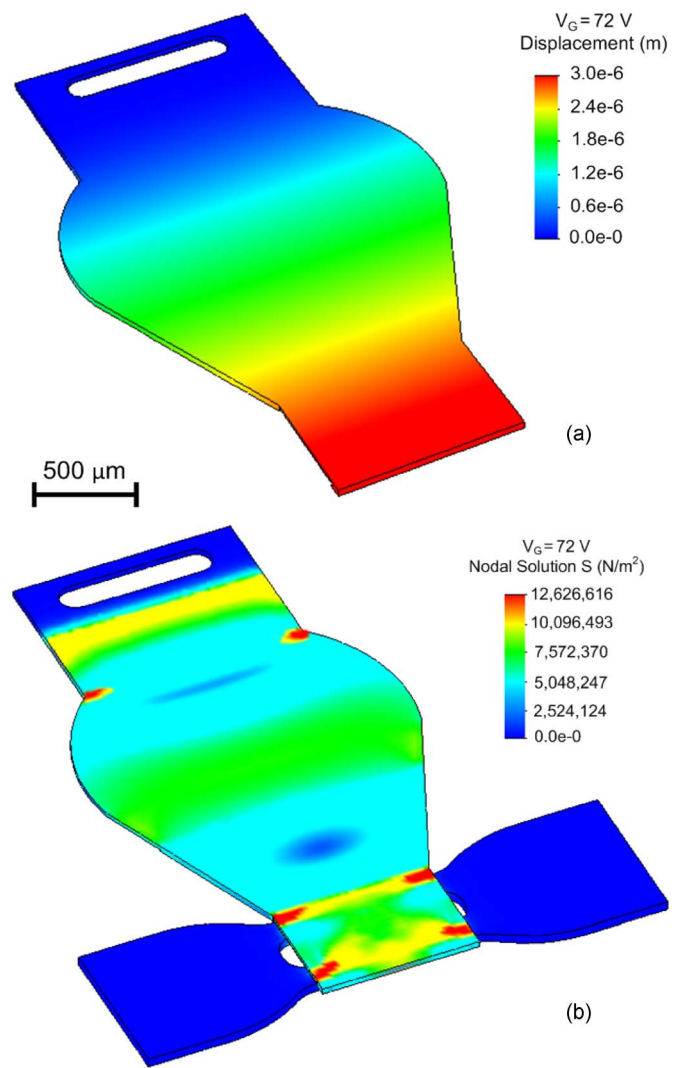 V_G = 72 V
Displacement (m)
3.0e-6
2.4e-6
1.8e-6
1.2e-6
0.6e-6
0.0e-0
(a)
500 µm
V_G = 72 V
Nodal Solution S (N/m²)
12,626,616
10,096,493
7,572,370
5,048,247
2,524,124
0.0e-0
(b)